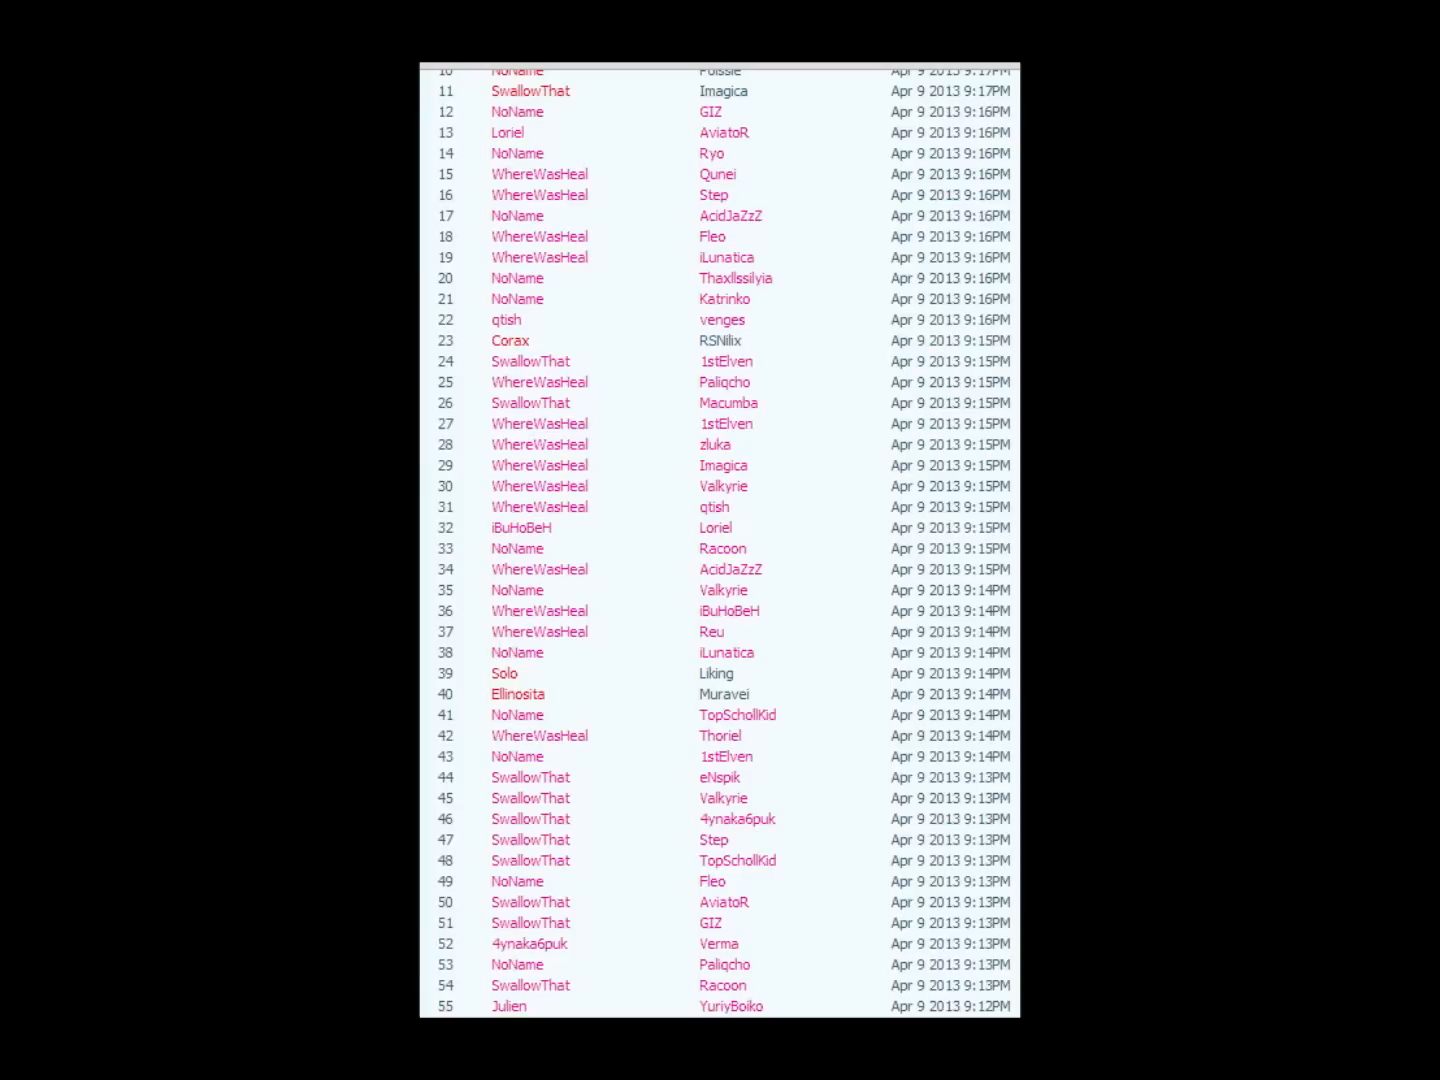 10 NoName Poissie Apr 9 2013 9:17PM
11 SwallowThat Imagica Apr 9 2013 9:17PM
12 NoName GIZ Apr 9 2013 9:16PM
13 Loriel AviatoR Apr 9 2013 9:16PM
14 NoName Ryo Apr 9 2013 9:16PM
15 WhereWasHeal Qunei Apr 9 2013 9:16PM
16 WhereWasHeal Step Apr 9 2013 9:16PM
17 NoName AcidJaZzZ Apr 9 2013 9:16PM
18 WhereWasHeal Fleo Apr 9 2013 9:16PM
19 WhereWasHeal iLunatica Apr 9 2013 9:16PM
20 NoName Thaxllssilyia Apr 9 2013 9:16PM
21 NoName Katrinko Apr 9 2013 9:16PM
22 qtish venges Apr 9 2013 9:16PM
23 Corax RSNilix Apr 9 2013 9:15PM
24 SwallowThat 1stElven Apr 9 2013 9:15PM
25 WhereWasHeal Paliqcho Apr 9 2013 9:15PM
26 SwallowThat Macumba Apr 9 2013 9:15PM
27 WhereWasHeal 1stElven Apr 9 2013 9:15PM
28 WhereWasHeal zluka Apr 9 2013 9:15PM
29 WhereWasHeal Imagica Apr 9 2013 9:15PM
30 WhereWasHeal Valkyrie Apr 9 2013 9:15PM
31 WhereWasHeal qtish Apr 9 2013 9:15PM
32 iBuHoBeH Loriel Apr 9 2013 9:15PM
33 NoName Racoon Apr 9 2013 9:15PM
34 WhereWasHeal AcidJaZzZ Apr 9 2013 9:15PM
35 NoName Valkyrie Apr 9 2013 9:14PM
36 WhereWasHeal iBuHoBeH Apr 9 2013 9:14PM
37 WhereWasHeal Reu Apr 9 2013 9:14PM
38 NoName iLunatica Apr 9 2013 9:14PM
39 Solo Liking Apr 9 2013 9:14PM
40 Ellinosita Muravei Apr 9 2013 9:14PM
41 NoName TopSchollKid Apr 9 2013 9:14PM
42 WhereWasHeal Thoriel Apr 9 2013 9:14PM
43 NoName 1stElven Apr 9 2013 9:14PM
44 SwallowThat eNspik Apr 9 2013 9:13PM
45 SwallowThat Valkyrie Apr 9 2013 9:13PM
46 SwallowThat 4ynaka6puk Apr 9 2013 9:13PM
47 SwallowThat Step Apr 9 2013 9:13PM
48 SwallowThat TopSchollKid Apr 9 2013 9:13PM
49 NoName Fleo Apr 9 2013 9:13PM
50 SwallowThat AviatoR Apr 9 2013 9:13PM
51 SwallowThat GIZ Apr 9 2013 9:13PM
52 4ynaka6puk Verma Apr 9 2013 9:13PM
53 NoName Paliqcho Apr 9 2013 9:13PM
54 SwallowThat Racoon Apr 9 2013 9:13PM
55 Julien YuriyBoiko Apr 9 2013 9:12PM